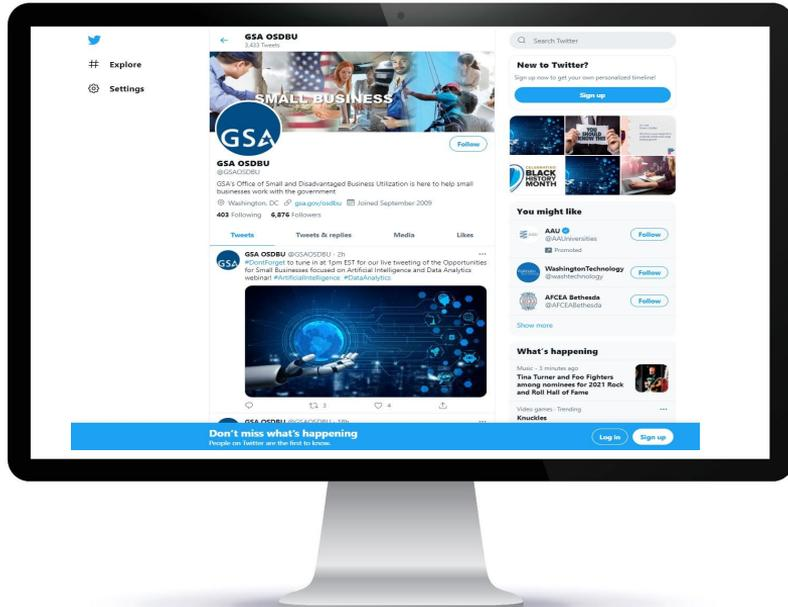 GSA OSDBU
3,433 Tweets
Explore
Settings
SMALL BUSINESS
GSA
Follow
GSA OSDBU
@GSAOSDBU
GSA's Office of Small and Disadvantaged Business Utilization is here to help small
businesses work with the government
Washington, DC gsa.gov/osdbu Joined September 2009
403 Following 6,876 Followers
Tweets Tweets & replies Media Likes
GSA
GSA OSDBU @GSAOSDBU · 2h
#DontForget to tune in at 1pm EST for our live tweeting of the Opportunities
for Small Businesses focused on Artificial Intelligence and Data Analytics
webinar! #ArtificialIntelligence #DataAnalytics
3 4
GSA OSDBU @GSAOSDBU
Search Twitter
New to Twitter?
Sign up now to get your own personalized timeline!
Sign up
YOU
SHOULD
KNOW THIS
CELEBRATING
BLACK
HISTORY
MONTH
You might like
AAU
@AAUniversities
Follow
Promoted
WashingtonTechnology
@washtechnology
Follow
AFCEA Bethesda
@AFCEABethesda
Follow
Show more
What's happening
Music · 3 minutes ago
Tina Turner and Foo Fighters
among nominees for 2021 Rock
and Roll Hall of Fame
Video games · Trending
Knuckles
Don't miss what's happening
People on Twitter are the first to know.
Log in Sign up